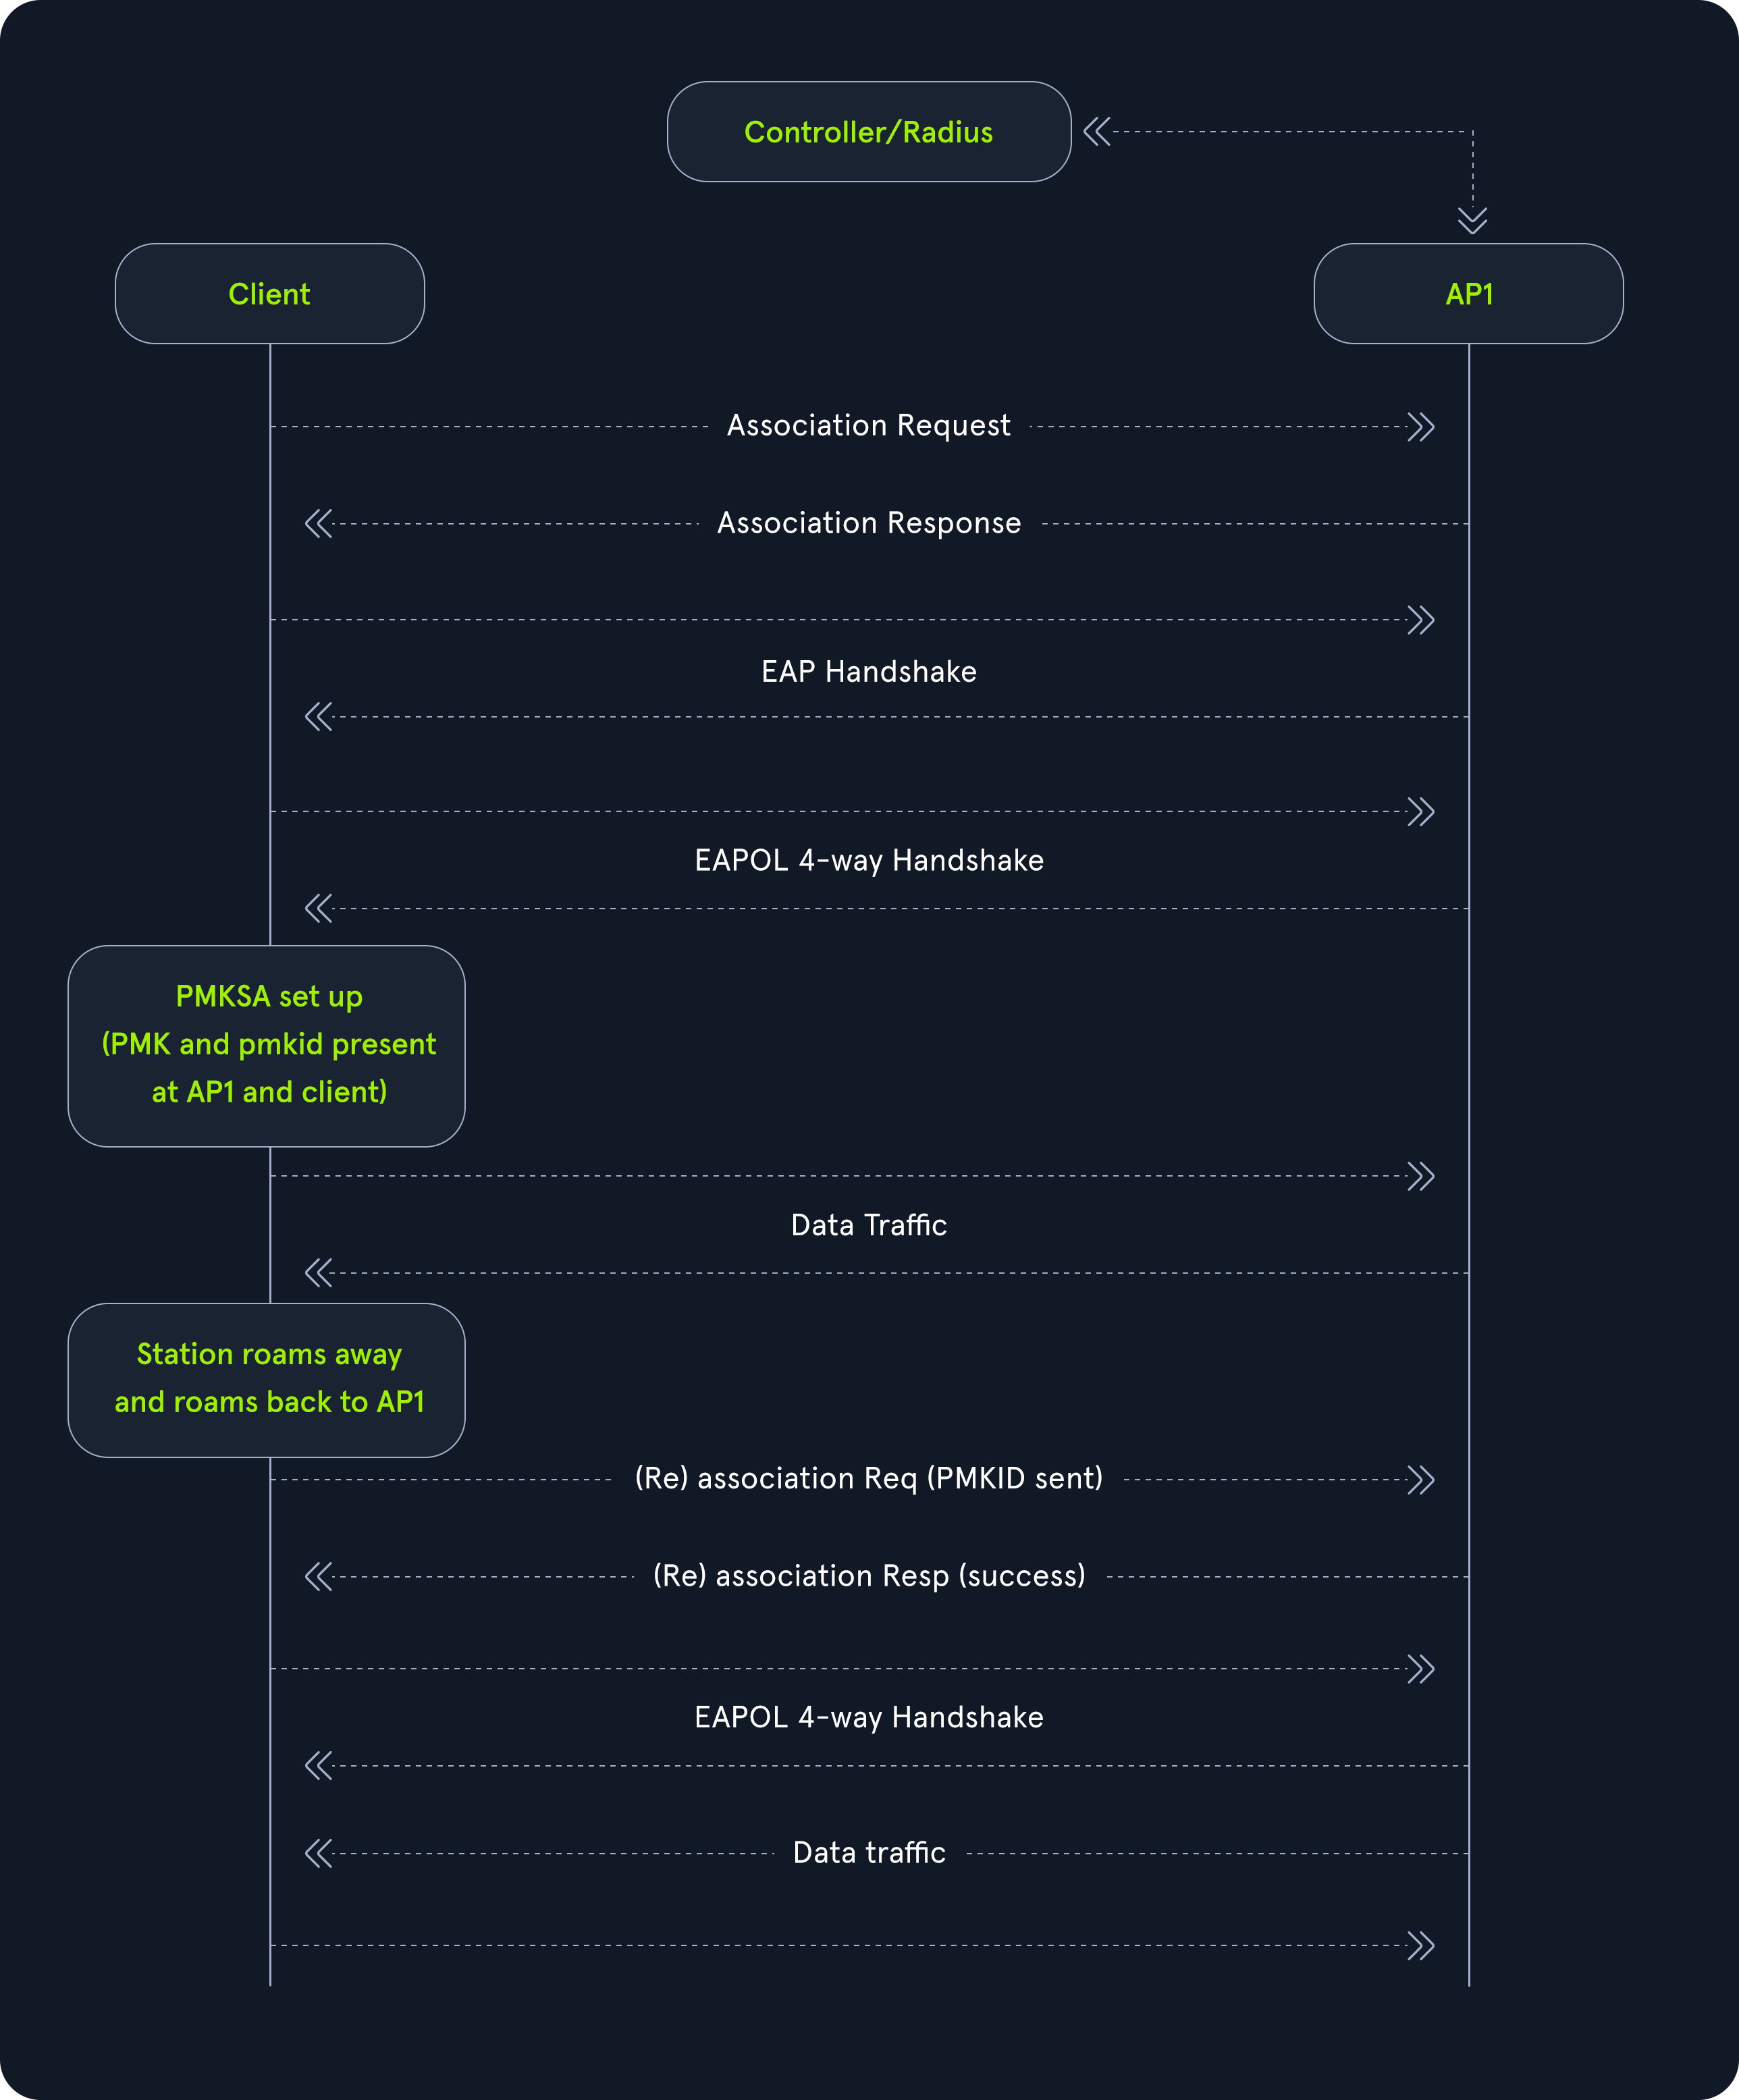 Controller/Radius
Client
AP1
Association Request
Association Response
EAP Handshake
EAPOL 4-way Handshake
PMKSA set up
(PMK and pmkid present
at AP1 and client)
Data Traffic
Station roams away
and roams back to AP1
(Re) association Req (PMKID sent)
(Re) association Resp (success)
EAPOL 4-way Handshake
Data traffic